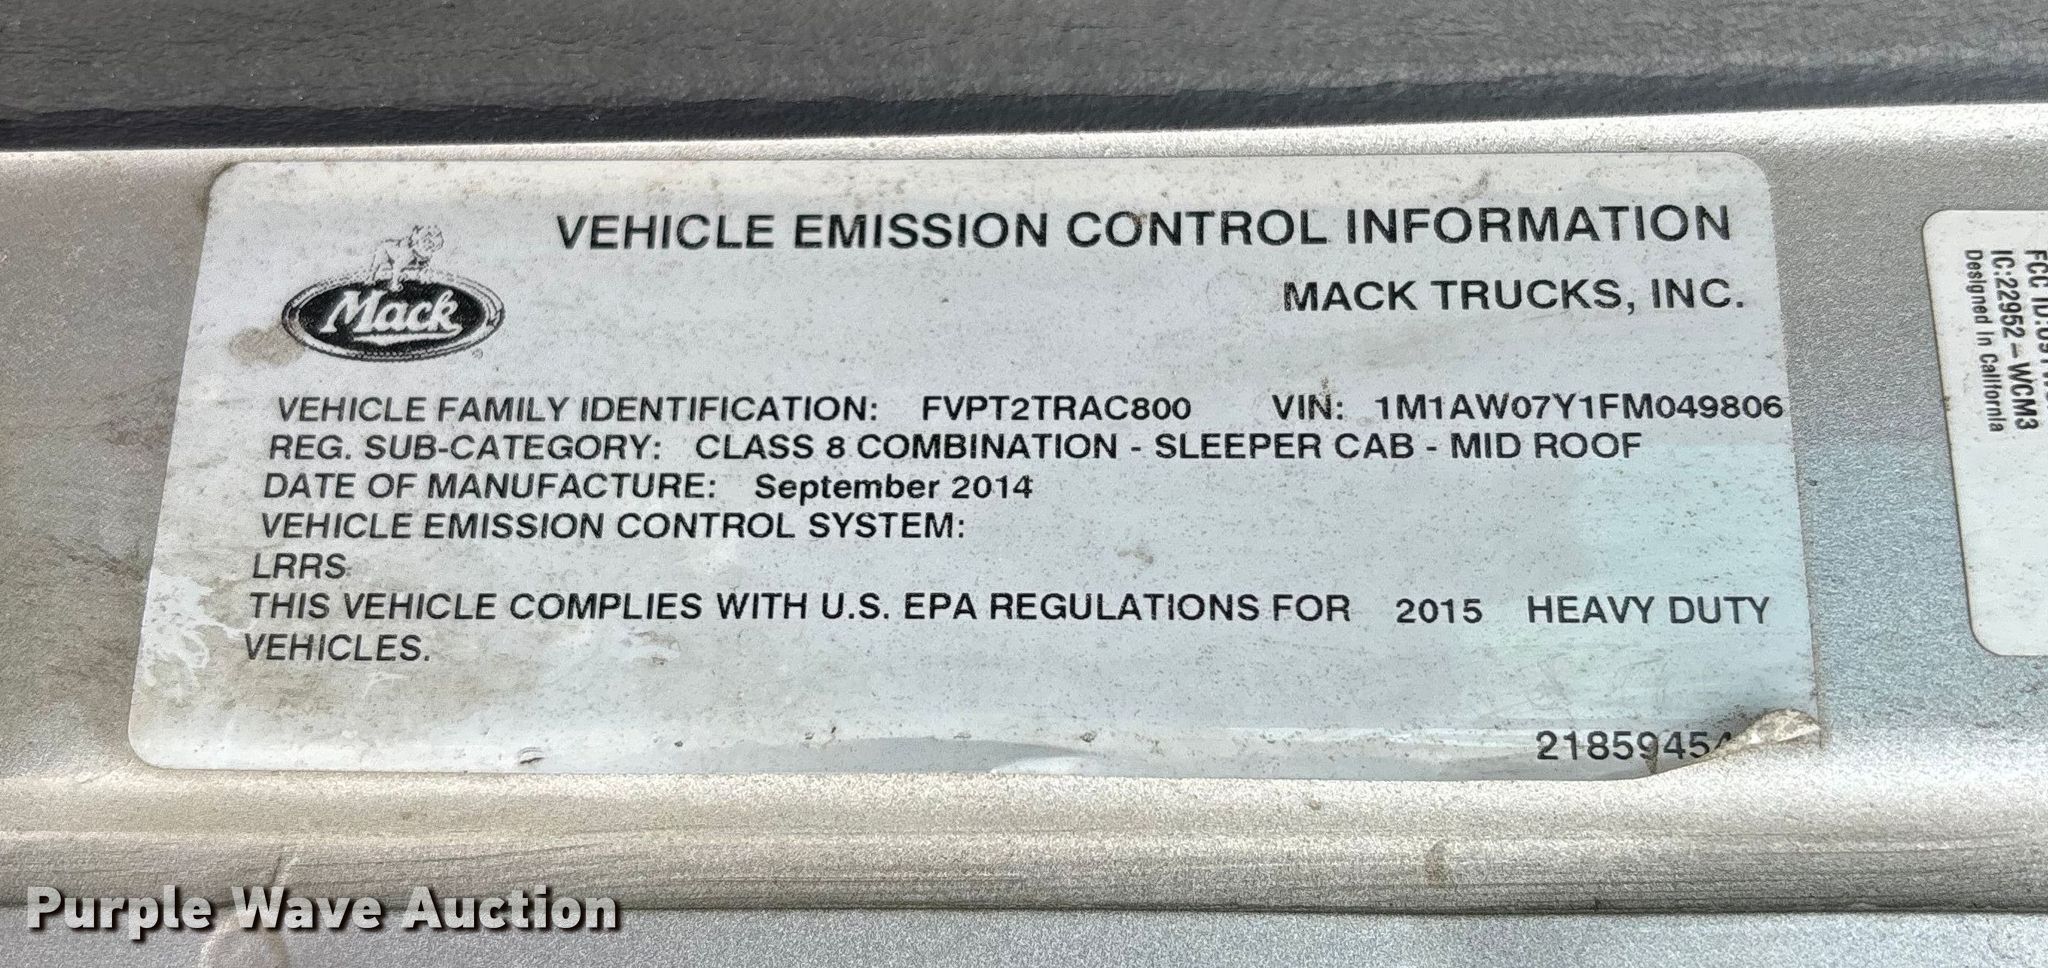 VEHICLE EMISSION CONTROL INFORMATION
MACK TRUCKS, INC.
Mack
®
VEHICLE FAMILY IDENTIFICATION: FVPT2TRAC800 VIN: 1M1AW07Y1FM049806
REG. SUB-CATEGORY: CLASS 8 COMBINATION - SLEEPER CAB - MID ROOF
DATE OF MANUFACTURE: September 2014
VEHICLE EMISSION CONTROL SYSTEM:
LRRS
THIS VEHICLE COMPLIES WITH U.S. EPA REGULATIONS FOR 2015 HEAVY DUTY
VEHICLES.
FCC
IC:22952-WCM3
Designed In California
Purple Wave Auction